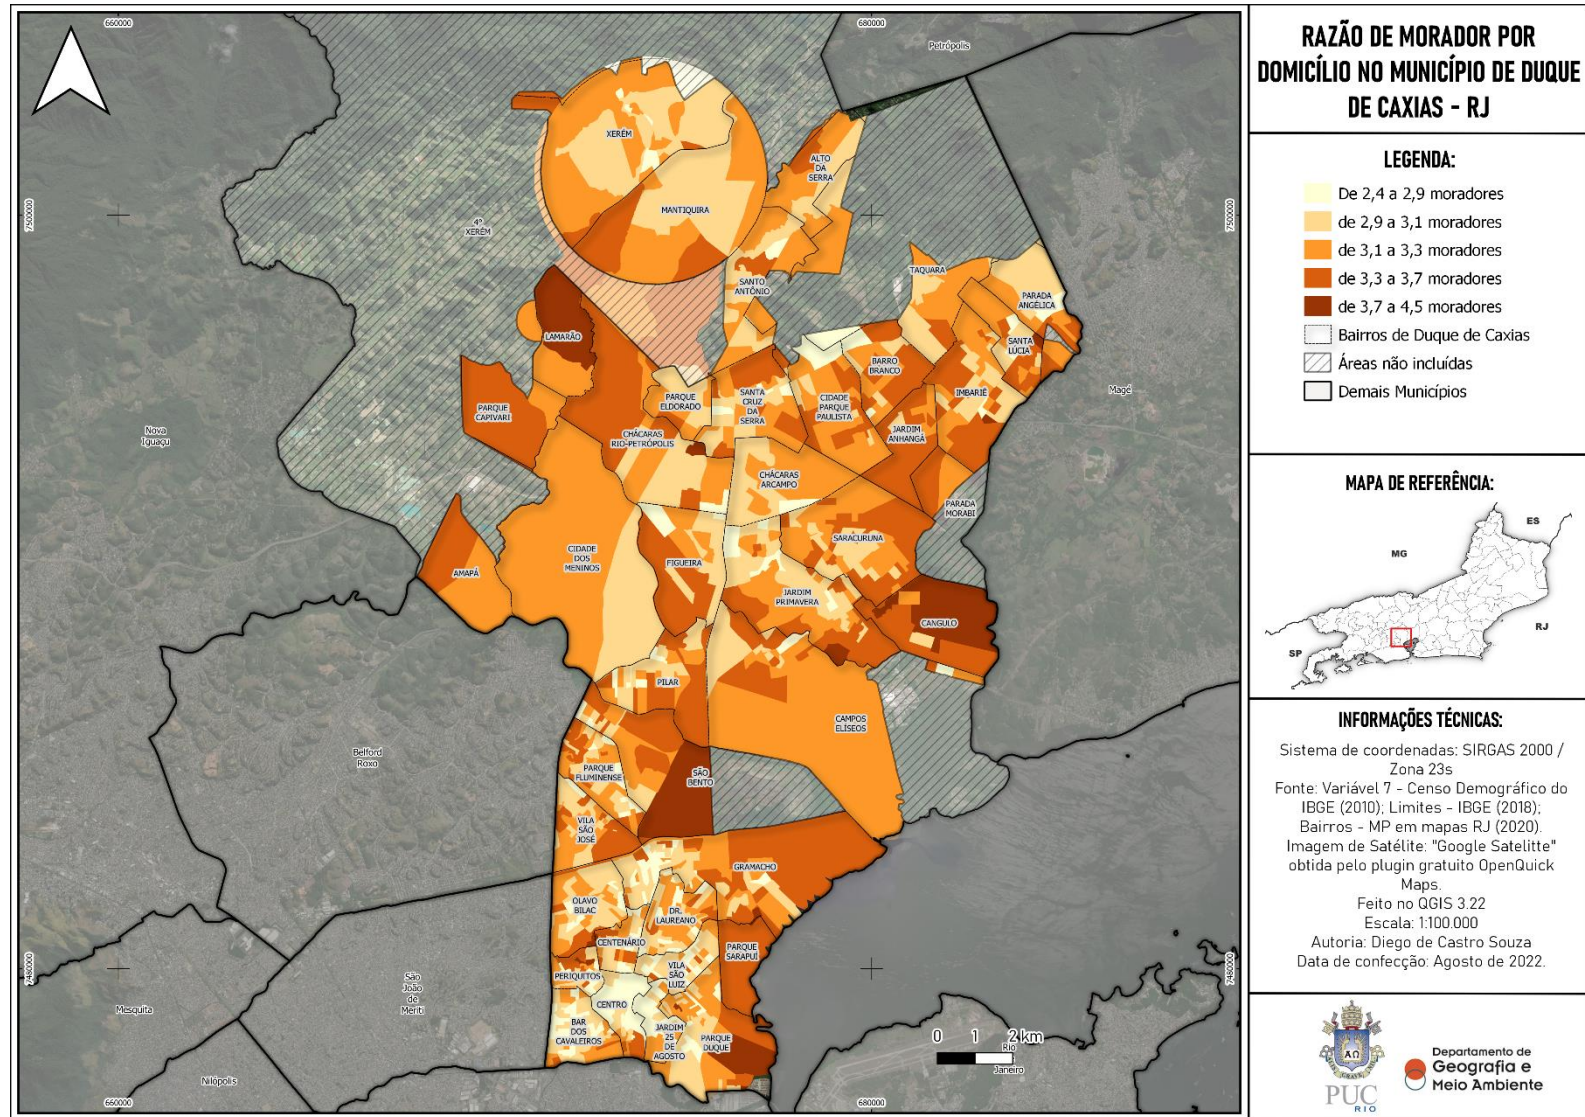 RAZÃO DE MORADOR POR
DOMICÍLIO NO MUNICÍPIO DE DUQUE
DE CAXIAS - RJ
LEGENDA:
De 2,4 a 2,9 moradores
de 2,9 a 3,1 moradores
de 3,1 a 3,3 moradores
de 3,3 a 3,7 moradores
de 3,7 a 4,5 moradores
Bairros de Duque de Caxias
Áreas não incluídas
Demais Municípios
MAPA DE REFERÊNCIA:
ES
MG
RJ
SP
INFORMAÇÕES TÉCNICAS:
Sistema de coordenadas: SIRGAS 2000 /
Zona 23s
Fonte: Variável 7 - Censo Demográfico do
IBGE (2010); Limites - IBGE (2018);
Bairros - MP em mapas RJ (2020).
Imagem de Satélite: "Google Satelitte"
obtida pelo plugin gratuito OpenQuick
Maps.
Feito no QGIS 3.22
Escala: 1:100.000
Autoria: Diego de Castro Souza
Data de confecção: Agosto de 2022.
PUC
RIO
Departamento de
Geografia e
Meio Ambiente
660000
680000
7500000
7500000
7480000
7480000
660000
680000
Petrópolis
XERÉM
ALTO
DA
SERRA
MANTIQUIRA
4º
XERÉM
TAQUARA
SANTO
ANTÔNIO
PARADA
ANGÉLICA
LAMARÃO
SANTA
LÚCIA
BARRO
BRANCO
Magé
IMBARIÊ
PARQUE
ELDORADO
SANTA
CRUZ
DA
SERRA
CIDADE
PARQUE
PAULISTA
PARQUE
CAPIVARI
Nova
Iguaçu
CHÁCARAS
RIO-PETRÓPOLIS
JARDIM
ANHANGÁ
CHÁCARAS
ARCAMPO
PARADA
MORABI
SARACURUNA
CIDADE
DOS
MENINOS
FIGUEIRA
AMAPÁ
JARDIM
PRIMAVERA
CANGULO
PILAR
CAMPOS
ELÍSEOS
Belford
Roxo
PARQUE
FLUMINENSE
SÃO
BENTO
VILA
SÃO
JOSÉ
GRAMACHO
OLAVO
BILAC
DR.
LAUREANO
CENTENÁRIO
PARQUE
SARAPUÍ
PERIQUITOS
VILA
SÃO
LUIZ
São
João
de
Meriti
Mesquita
CENTRO
BAR
DOS
CAVALEIROS
JARDIM
25
DE
AGOSTO
PARQUE
DUQUE
Nilópolis
0 1 2 km
Rio
Janeiro